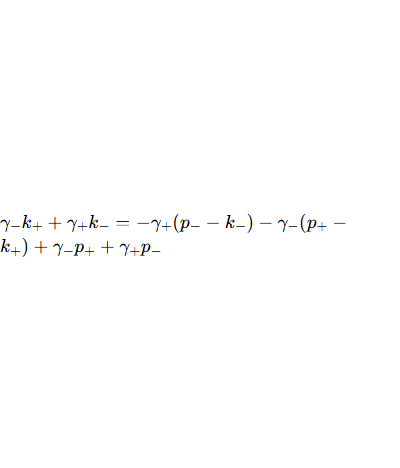 γ₋k₊ + γ₊k₋ = −γ₊(p₋ − k₋) − γ₋(p₊ −
k₊) + γ₋p₊ + γ₊p₋